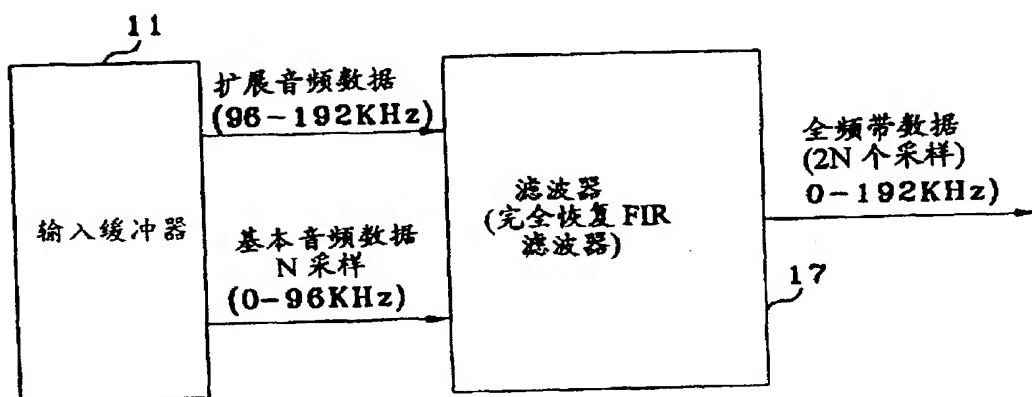 11
扩展音频数据
(96-192KHz)
输入缓冲器
基本音频数据
N 采样
(0-96KHz)
滤波器
(完全恢复 FIR
滤波器)
全频带数据
(2N 个采样)
0-192KHz)
17